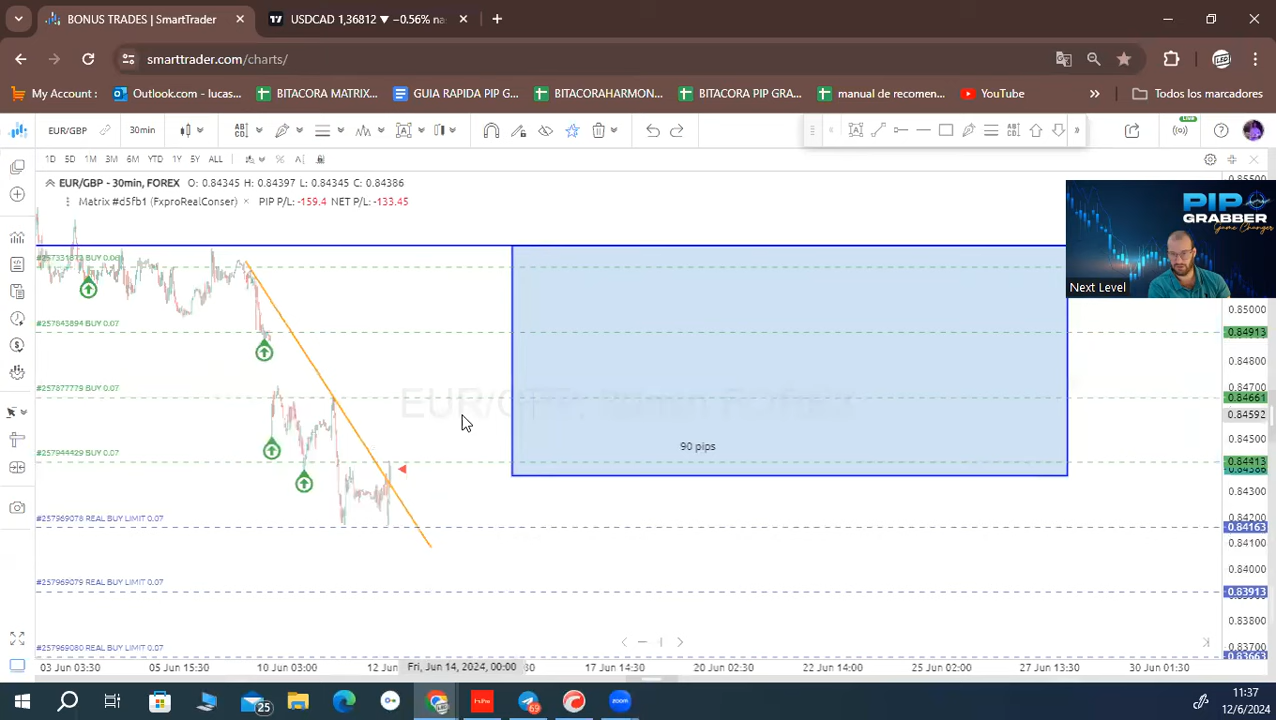 BONUS TRADES | SmartTrader
USDCAD 1,36812 ▼ −0.56% na
smarttrader.com/charts/
My Account :
Outlook.com - lucas...
BITACORA MATRIX...
GUIA RAPIDA PIP G...
BITACORAHARMON...
BITACORA PIP GRA...
manual de recomen...
YouTube
Todos los marcadores
EUR/GBP
30min
LIVE
1D 5D 1M 3M 6M YTD 1Y 5Y ALL
EUR/GBP - 30min, FOREX O: 0.84345 H: 0.84397 L: 0.84345 C: 0.84386
Matrix #d5fb1 (FxproRealConser) × PIP P/L: -159.4 NET P/L: -133.45
PIP
GRABBER
Game Changer
Next Level
#257843894 BUY 0.07
#257877779 BUY 0.07
#257944429 BUY 0.07
#257969078 REAL BUY LIMIT 0.07
#257969079 REAL BUY LIMIT 0.07
#257969080 REAL BUY LIMIT 0.07
90 pips
0.85000
0.84913
0.84800
0.84700
0.84661
0.84592
0.84500
0.84413
0.84386
0.84300
0.84200
0.84163
0.84100
0.84000
0.83913
0.83800
0.83700
0.83663
03 Jun 03:30
05 Jun 15:30
10 Jun 03:00
12 Jun
Fri, Jun 14, 2024, 00:00
17 Jun 14:30
20 Jun 02:30
22 Jun 14:00
25 Jun 02:00
27 Jun 13:30
30 Jun 01:30
25
69
zoom
11:37
12/6/2024